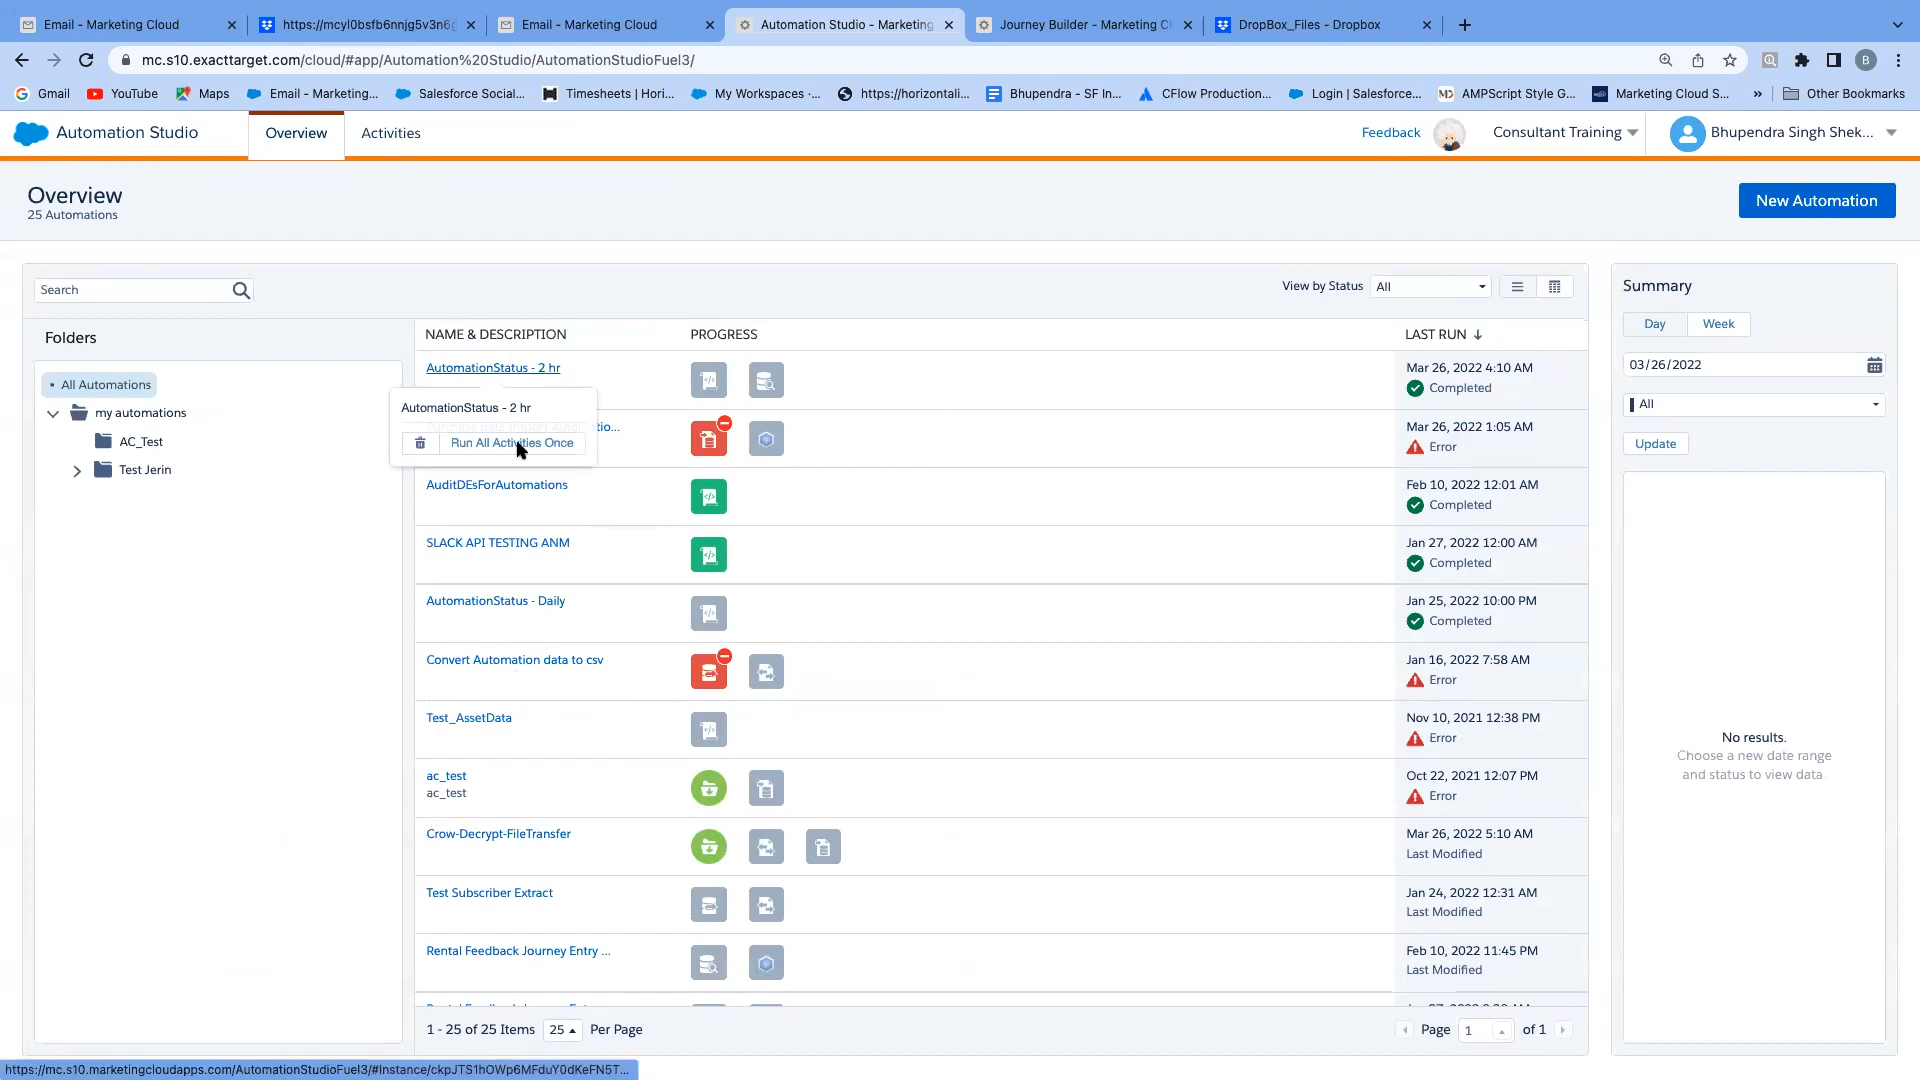 Email - Marketing Cloud
https://mcyl0bsfb6nnjg5v3n6g
Email - Marketing Cloud
Automation Studio - Marketing
Journey Builder - Marketing Cl
DropBox_Files - Dropbox
mc.s10.exacttarget.com/cloud/#app/Automation%20Studio/AutomationStudioFuel3/
B
Gmail
YouTube
Maps
Email - Marketing...
Salesforce Social...
Timesheets | Hori...
My Workspaces -...
https://horizontali...
Bhupendra - SF In...
CFlow Production...
Login | Salesforce...
AMPScript Style G...
Marketing Cloud S...
»
Other Bookmarks
Automation Studio
Overview
Activities
Feedback
Consultant Training
Bhupendra Singh Shek...
Overview
25 Automations
New Automation
Search
View by Status
All
Folders
All Automations
my automations
AC_Test
Test Jerin
NAME & DESCRIPTION
PROGRESS
LAST RUN ↓
AutomationStatus - 2 hr
Mar 26, 2022 4:10 AM
Completed
AutomationStatus - 2 hr
Run All Activities Once
tio...
Mar 26, 2022 1:05 AM
Error
AuditDEsForAutomations
Feb 10, 2022 12:01 AM
Completed
SLACK API TESTING ANM
Jan 27, 2022 12:00 AM
Completed
AutomationStatus - Daily
Jan 25, 2022 10:00 PM
Completed
Convert Automation data to csv
Jan 16, 2022 7:58 AM
Error
Test_AssetData
Nov 10, 2021 12:38 PM
Error
ac_test
ac_test
Oct 22, 2021 12:07 PM
Error
Crow-Decrypt-FileTransfer
Mar 26, 2022 5:10 AM
Last Modified
Test Subscriber Extract
Jan 24, 2022 12:31 AM
Last Modified
Rental Feedback Journey Entry ...
Feb 10, 2022 11:45 PM
Last Modified
1 - 25 of 25 Items
25
Per Page
Page
1
of 1
Summary
Day
Week
03/26/2022
All
Update
No results.
Choose a new date range
and status to view data.
https://mc.s10.marketingcloudapps.com/AutomationStudioFuel3/#Instance/ckpJTS1hOWp6MFduY0dKeFN5T...